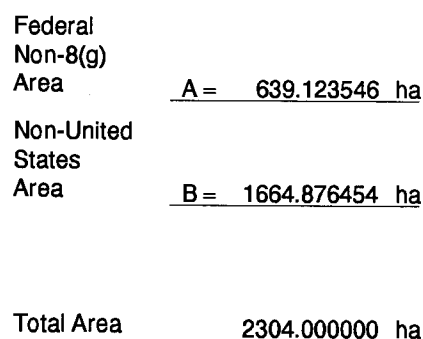 Federal
Non-8(g)
Area A = 639.123546 ha
Non-United
States
Area B = 1664.876454 ha
Total Area 2304.000000 ha